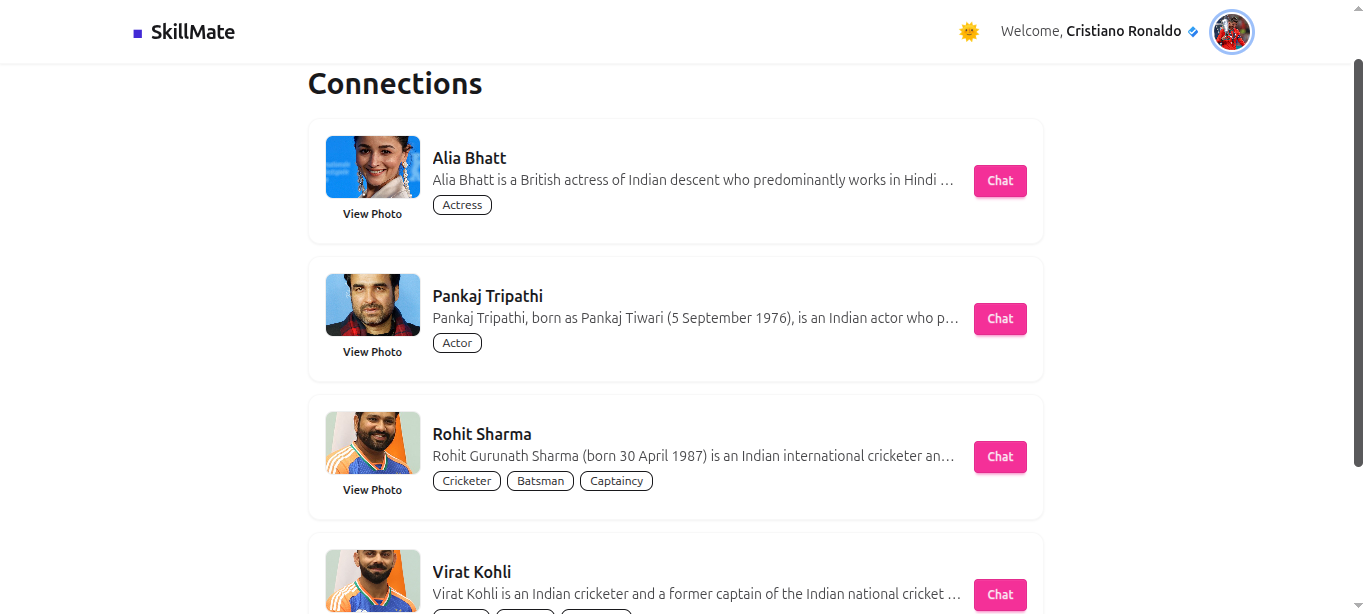 SkillMate
Welcome, Cristiano Ronaldo
Connections
Alia Bhatt
Alia Bhatt is a British actress of Indian descent who predominantly works in Hindi ...
View Photo
Actress
Chat
Pankaj Tripathi
Pankaj Tripathi, born as Pankaj Tiwari (5 September 1976), is an Indian actor who p...
View Photo
Actor
Chat
Rohit Sharma
Rohit Gurunath Sharma (born 30 April 1987) is an Indian international cricketer an...
View Photo
Cricketer Batsman Captaincy
Chat
Virat Kohli
Virat Kohli is an Indian cricketer and a former captain of the Indian national cricket ...
Chat